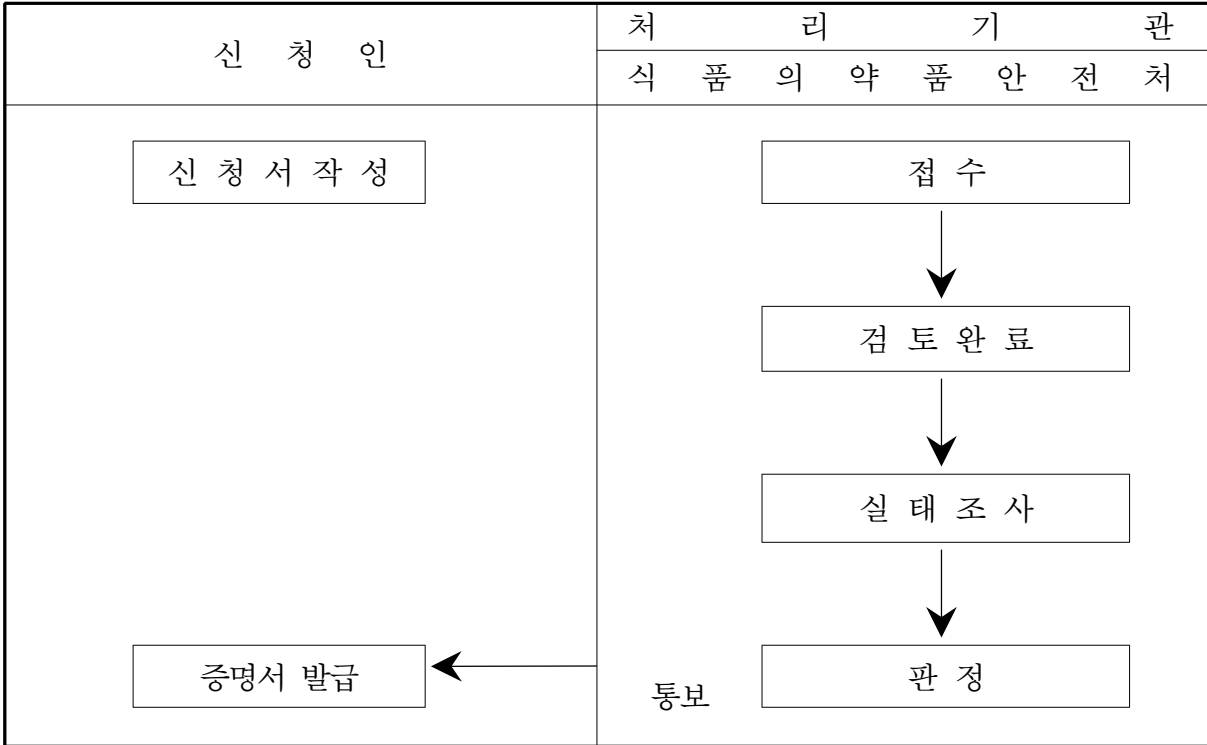 신 청 인
처 리 기 관
식 품 의 약 품 안 전 처
신 청 서 작 성
접 수
검 토 완 료
실 태 조 사
증명서 발급
통보
판 정